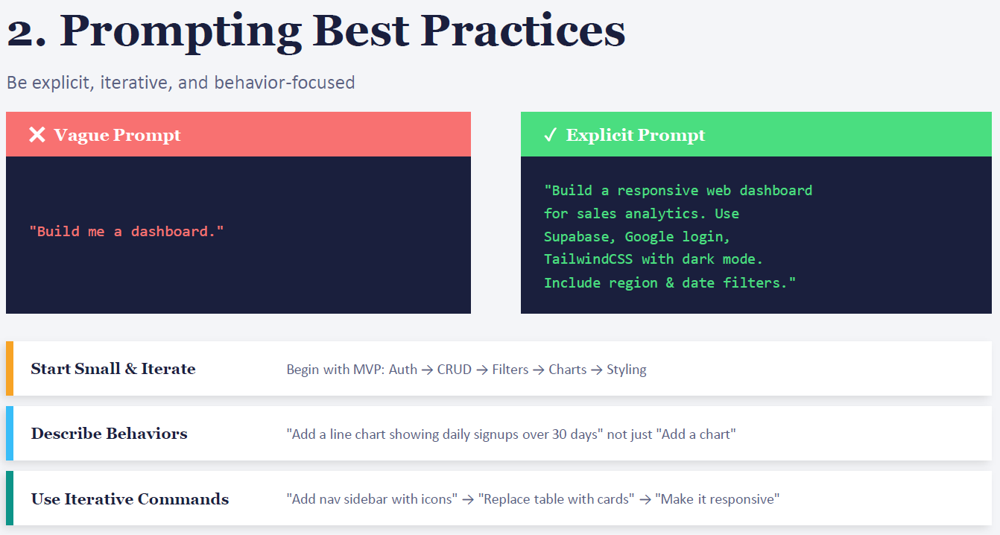 2. Prompting Best Practices
Be explicit, iterative, and behavior-focused
❌ Vague Prompt
"Build me a dashboard."
✓ Explicit Prompt
"Build a responsive web dashboard
for sales analytics. Use
Supabase, Google login,
TailwindCSS with dark mode.
Include region & date filters."
Start Small & Iterate
Begin with MVP: Auth → CRUD → Filters → Charts → Styling
Describe Behaviors
"Add a line chart showing daily signups over 30 days" not just "Add a chart"
Use Iterative Commands
"Add nav sidebar with icons" → "Replace table with cards" → "Make it responsive"